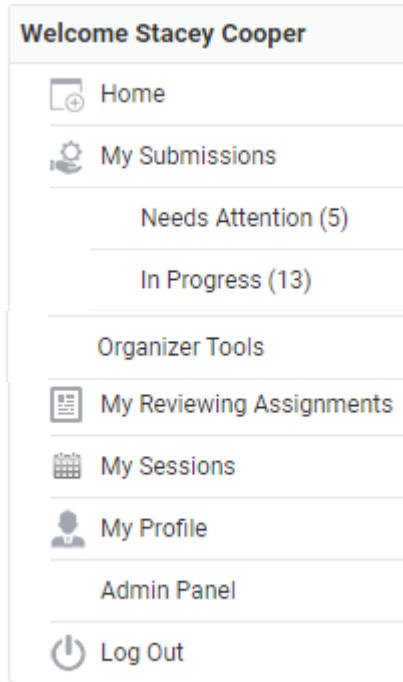 Welcome Stacey Cooper
Home
My Submissions
Needs Attention (5)
In Progress (13)
Organizer Tools
My Reviewing Assignments
My Sessions
My Profile
Admin Panel
Log Out